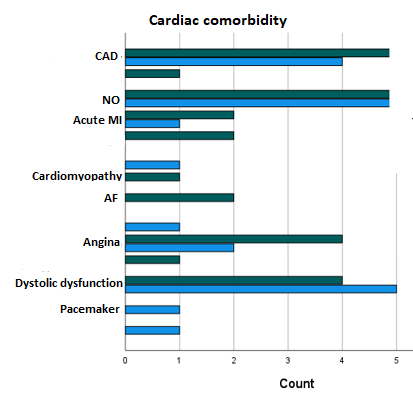 Cardiac comorbidity
CAD
NO
Acute MI
Cardiomyopathy
AF
Angina
Dystolic dysfunction
Pacemaker
0 1 2 3 4 5
Count